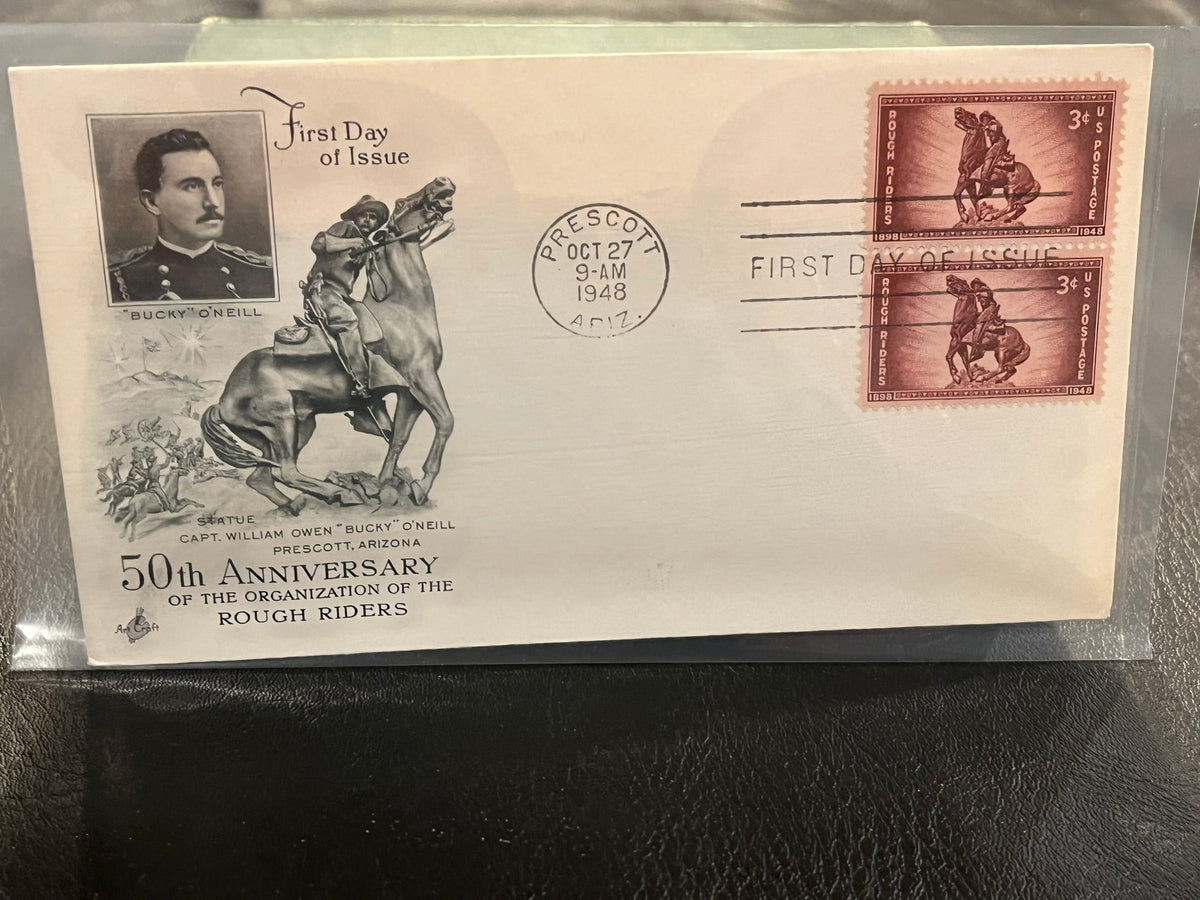 First Day
of Issue
"BUCKY" O'NEILL
STATUE
CAPT. WILLIAM OWEN "BUCKY" O'NEILL
PRESCOTT, ARIZONA
50th ANNIVERSARY
OF THE ORGANIZATION OF THE
ROUGH RIDERS
Art Craft
PRESCOTT
OCT 27
9-AM
1948
ARIZ.
FIRST DAY OF ISSUE
ROUGH RIDERS
3¢
US POSTAGE
1898
1948
ROUGH RIDERS
3¢
US POSTAGE
1898
1948